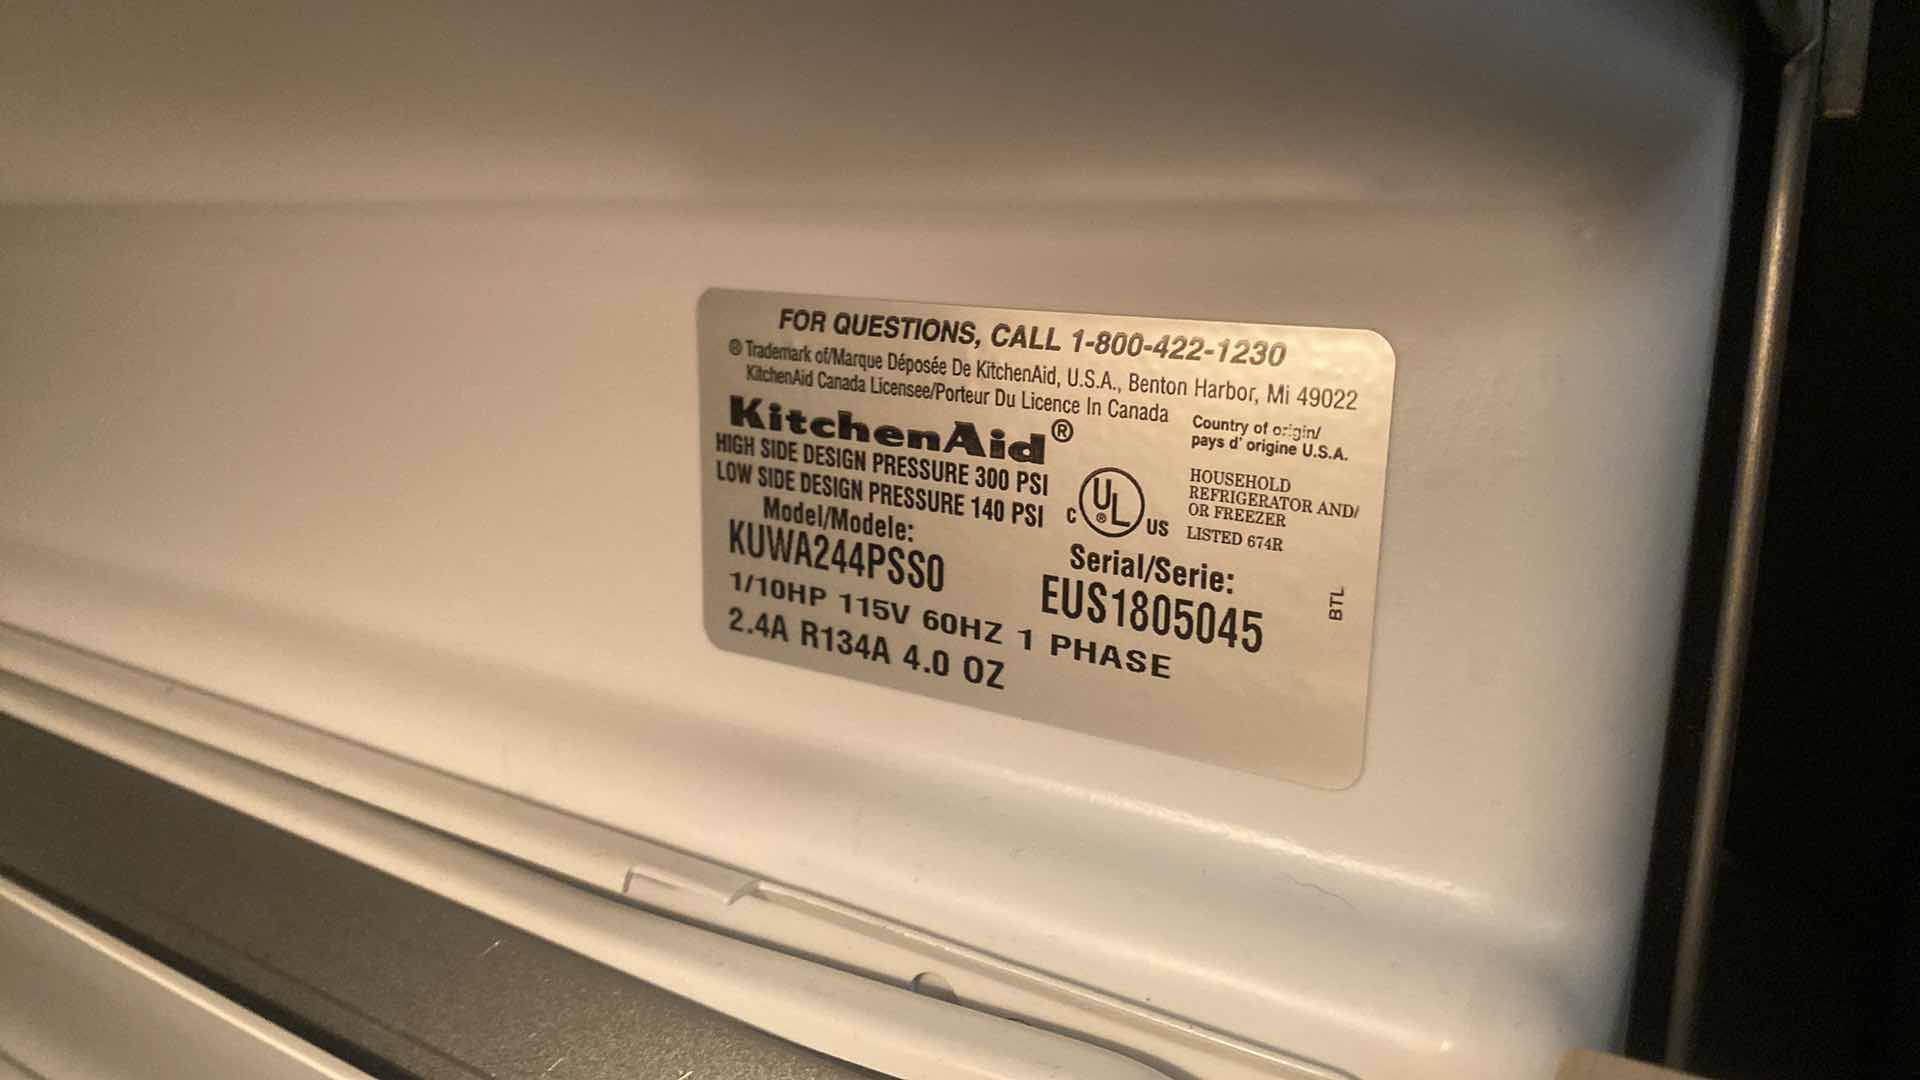 FOR QUESTIONS, CALL 1-800-422-1230
® Trademark of/Marque Déposée De KitchenAid, U.S.A., Benton Harbor, Mi 49022
KitchenAid Canada Licensee/Porteur Du Licence In Canada
KitchenAid®
Country of origin/
pays d' origine U.S.A.
HIGH SIDE DESIGN PRESSURE 300 PSI
LOW SIDE DESIGN PRESSURE 140 PSI
C UL® US
HOUSEHOLD
REFRIGERATOR AND/
OR FREEZER
LISTED 674R
Model/Modele:
KUWA244PSS0
Serial/Serie:
EUS1805045
BTL
1/10HP 115V 60HZ 1 PHASE
2.4A R134A 4.0 OZ